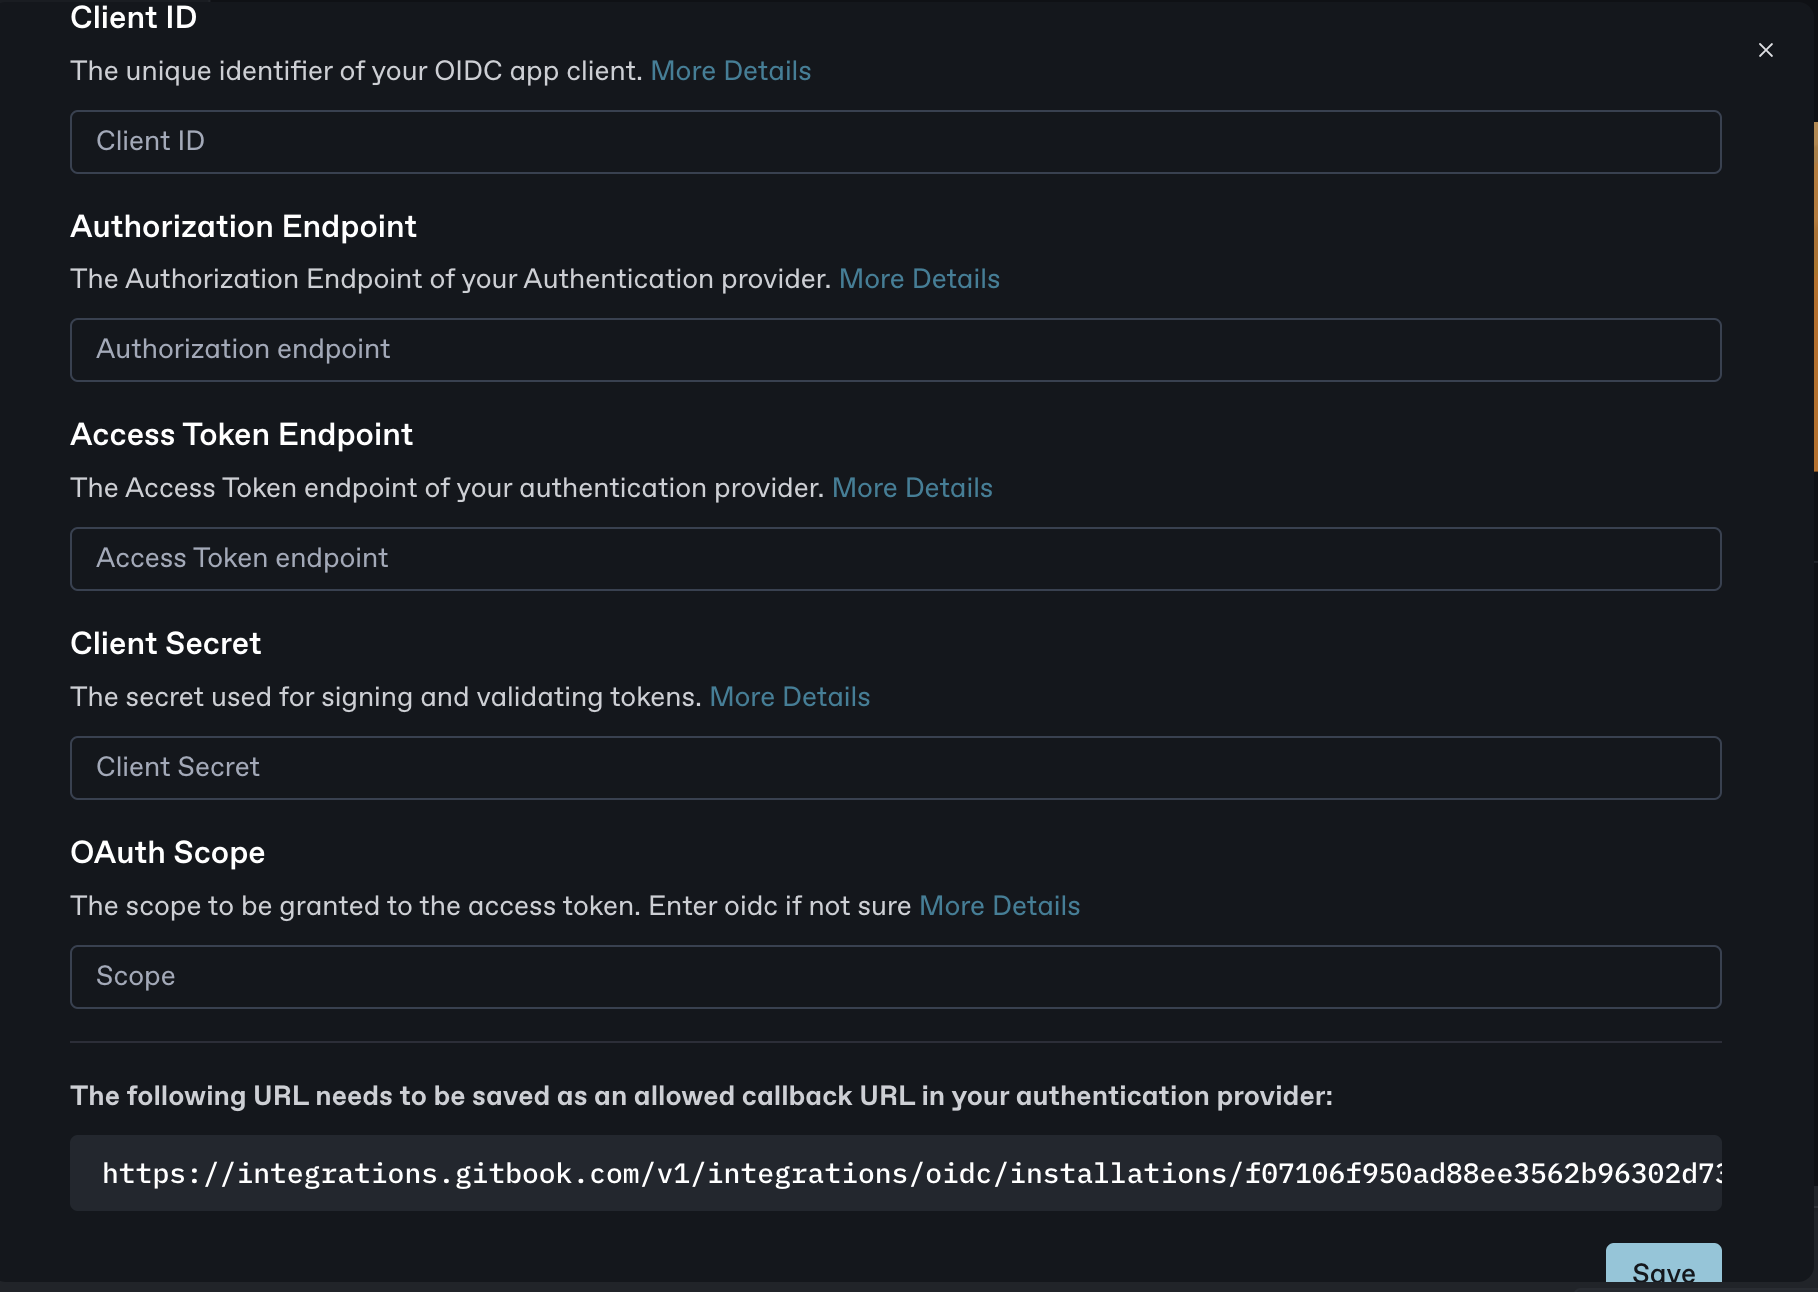 Client ID
The unique identifier of your OIDC app client. More Details
Client ID
Authorization Endpoint
The Authorization Endpoint of your Authentication provider. More Details
Authorization endpoint
Access Token Endpoint
The Access Token endpoint of your authentication provider. More Details
Access Token endpoint
Client Secret
The secret used for signing and validating tokens. More Details
Client Secret
OAuth Scope
The scope to be granted to the access token. Enter oidc if not sure More Details
Scope
The following URL needs to be saved as an allowed callback URL in your authentication provider:
https://integrations.gitbook.com/v1/integrations/oidc/installations/f07106f950ad88ee3562b96302d73
Save